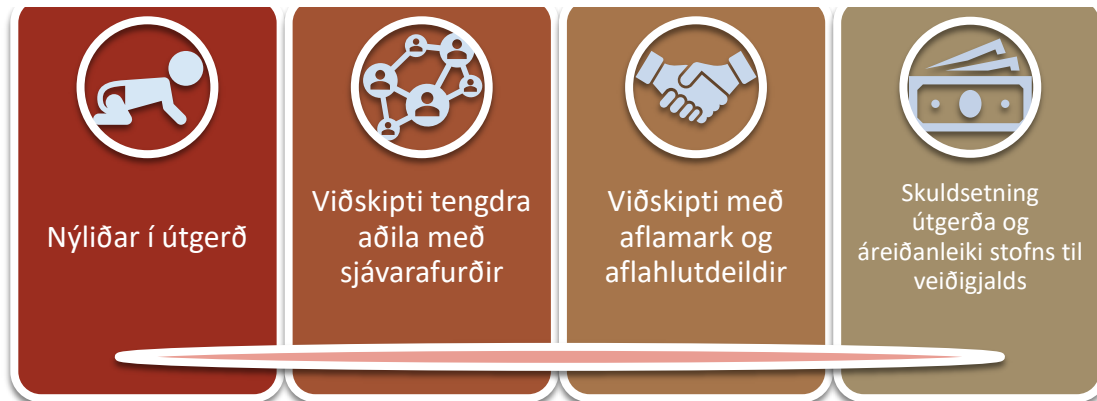 Nýliðar í útgerð
Viðskipti tengdra
aðila með
sjávarafurðir
Viðskipti með
aflamark og
aflahlutdeildir
Skuldsetning
útgerða og
áreiðanleiki stofns til
veiðigjalds